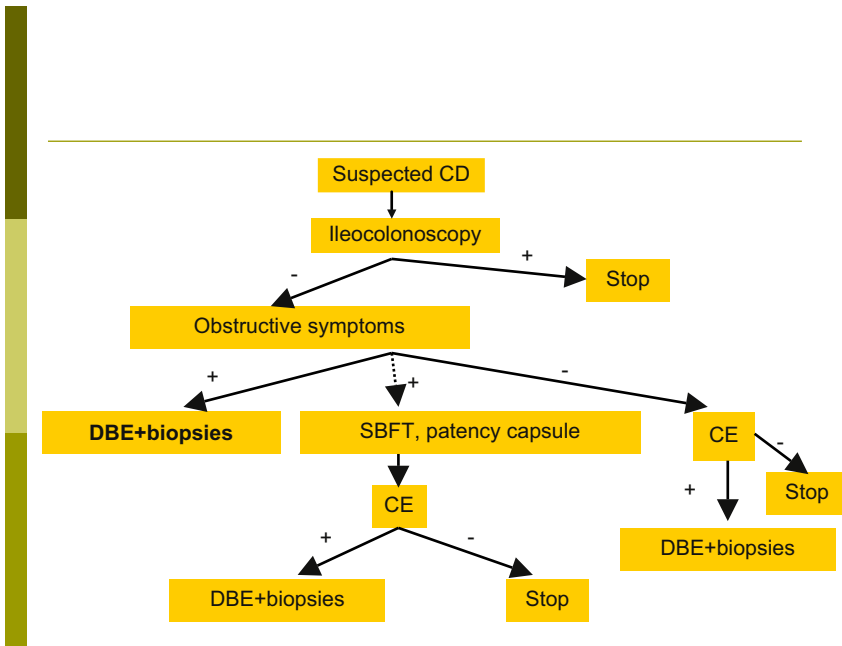 Suspected CD
Ileocolonoscopy
+
-
Stop
Obstructive symptoms
+
+
-
DBE+biopsies
SBFT, patency capsule
CE
-
+
Stop
CE
DBE+biopsies
+
-
DBE+biopsies
Stop